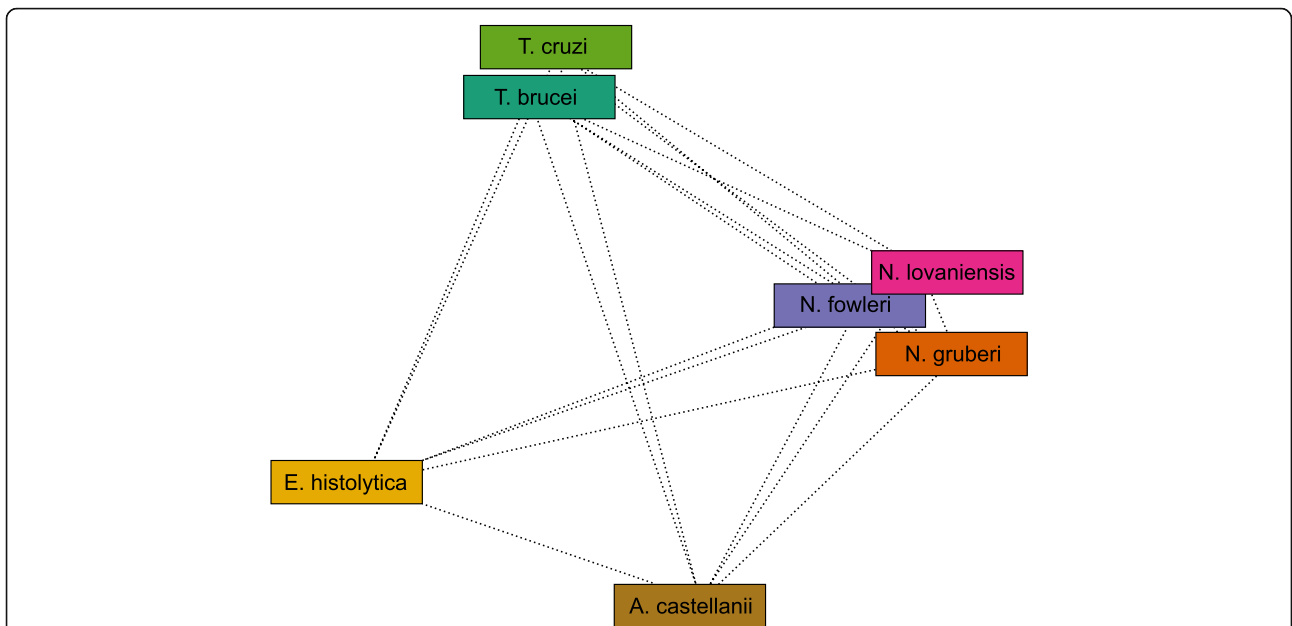 T. cruzi
T. brucei
N. lovaniensis
N. fowleri
N. gruberi
E. histolytica
A. castellanii